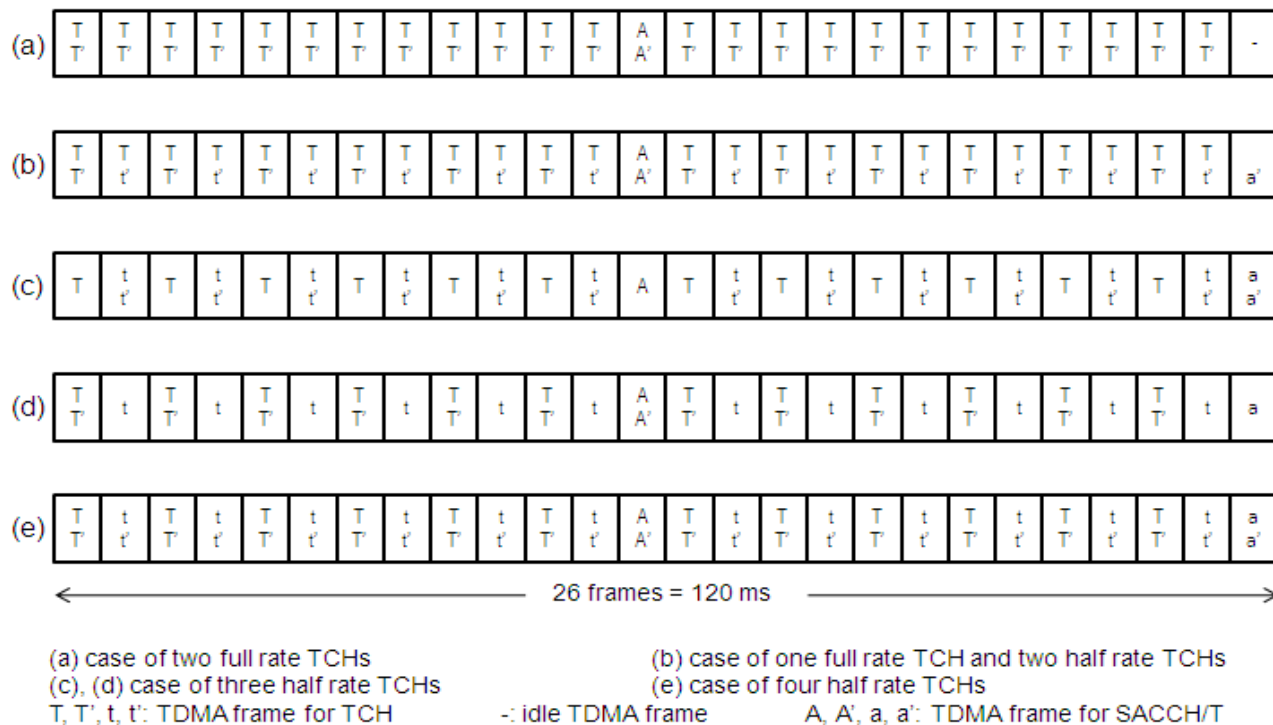 (a)
T T T T T T T T T T T T A T T T T T T T T T T T T -
T' T' T' T' T' T' T' T' T' T' T' T' A' T' T' T' T' T' T' T' T' T' T' T' T'
(b)
T T T T T T T T T T T T A T T T T T T T T T T T T
T' t' T' t' T' t' T' t' T' t' T' t' A' T' t' T' t' T' t' T' t' T' t' T' t' a'
(c)
T t T t T t T t T t T t A T t T t T t T t T t T t a
t' t' t' t' t' t' t' t' t' t' t' t' a'
(d)
T t T t T t T t T t T t A T t T t T t T t T t T t a
T' T' T' T' T' T' A' T' T' T' T' T' T'
(e)
T t T t T t T t T t T t A T t T t T t T t T t T t a
T' t' T' t' T' t' T' t' T' t' T' t' A' T' t' T' t' T' t' T' t' T' t' T' t' a'
26 frames = 120 ms
(a) case of two full rate TCHs
(b) case of one full rate TCH and two half rate TCHs
(c), (d) case of three half rate TCHs
(e) case of four half rate TCHs
T, T', t, t': TDMA frame for TCH
-: idle TDMA frame
A, A', a, a': TDMA frame for SACCH/T